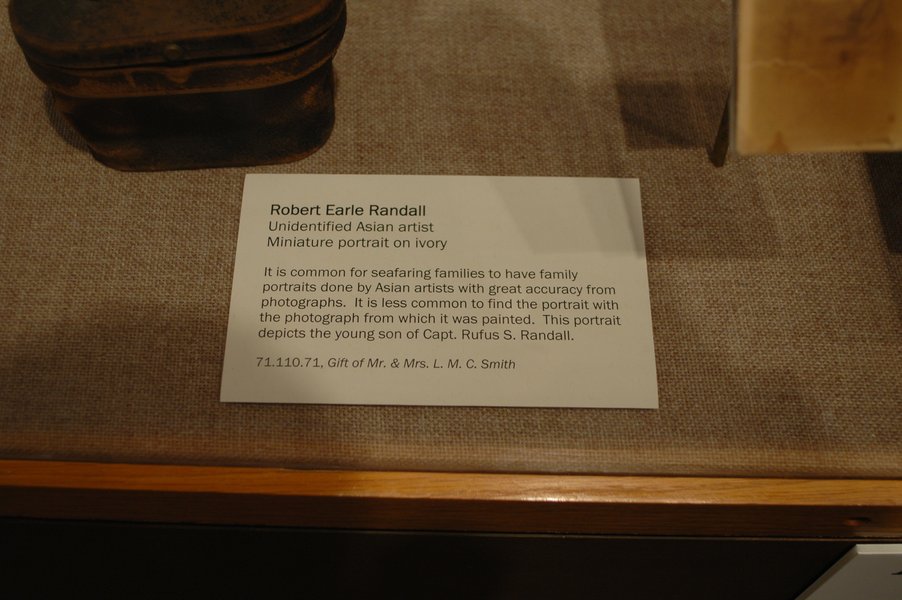 Robert Earle Randall
Unidentified Asian artist
Miniature portrait on ivory
It is common for seafaring families to have family
portraits done by Asian artists with great accuracy from
photographs. It is less common to find the portrait with
the photograph from which it was painted. This portrait
depicts the young son of Capt. Rufus S. Randall.
71.110.71, Gift of Mr. & Mrs. L. M. C. Smith